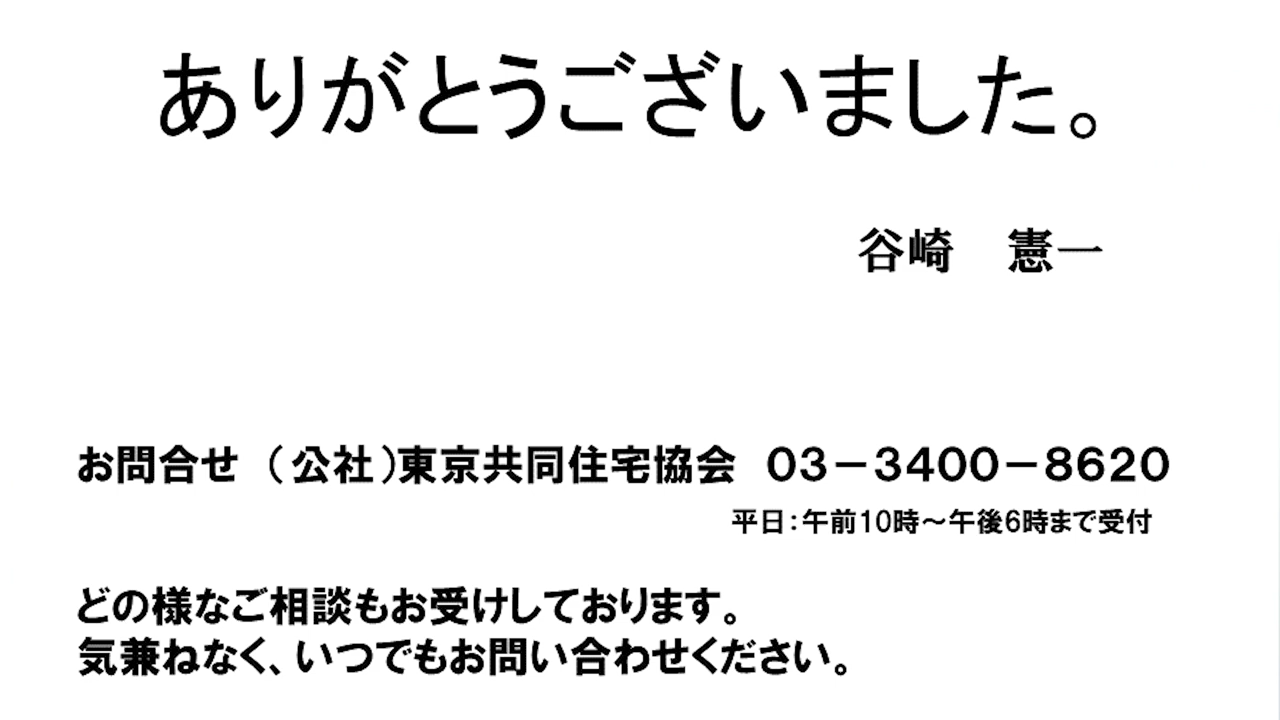 ありがとうございました。
谷崎　憲一
お問合せ （公社）東京共同住宅協会 03－3400－8620
平日：午前10時～午後6時まで受付
どの様なご相談もお受けしております。
気兼ねなく、いつでもお問い合わせください。